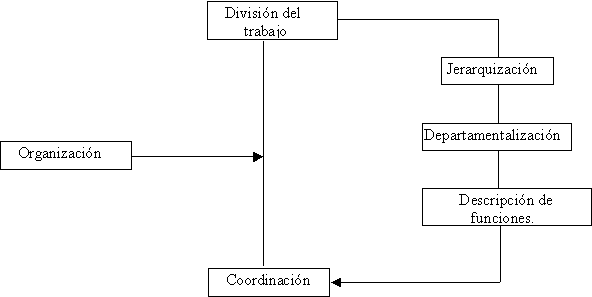 División del
trabajo
Jerarquización
Departamentalización
Organización
Descripción de
funciones.
Coordinación